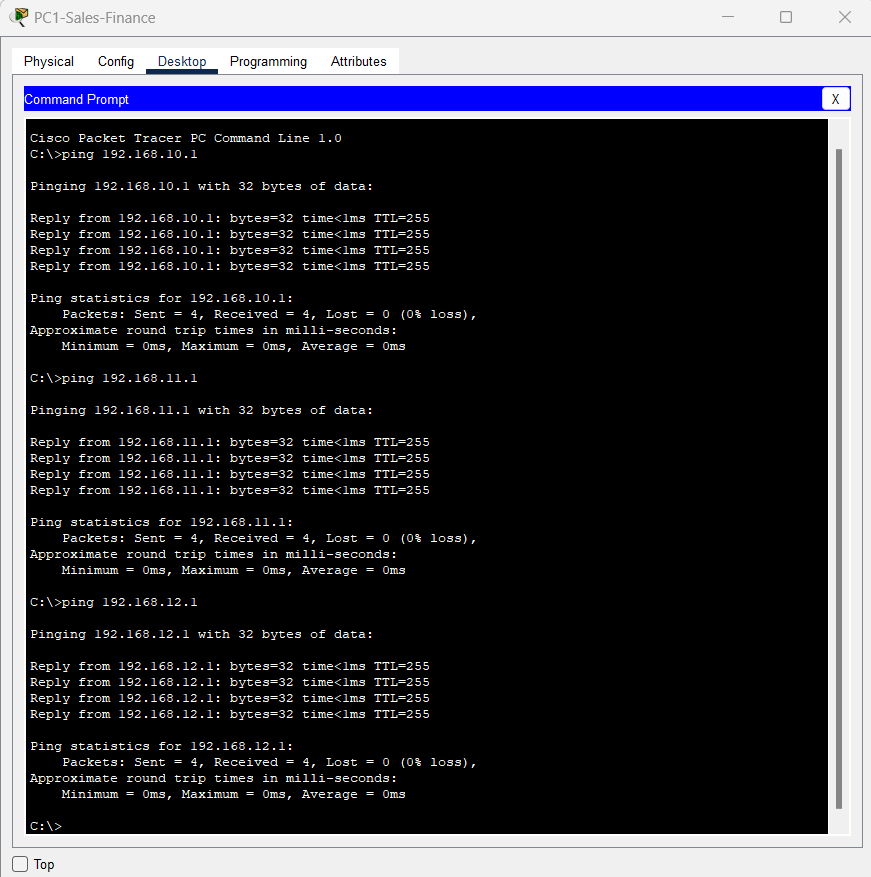 PC1-Sales-Finance
Physical Config Desktop Programming Attributes
Command Prompt X
Cisco Packet Tracer PC Command Line 1.0
C:\>ping 192.168.10.1
Pinging 192.168.10.1 with 32 bytes of data:
Reply from 192.168.10.1: bytes=32 time<1ms TTL=255
Reply from 192.168.10.1: bytes=32 time<1ms TTL=255
Reply from 192.168.10.1: bytes=32 time<1ms TTL=255
Reply from 192.168.10.1: bytes=32 time<1ms TTL=255
Ping statistics for 192.168.10.1:
    Packets: Sent = 4, Received = 4, Lost = 0 (0% loss),
Approximate round trip times in milli-seconds:
    Minimum = 0ms, Maximum = 0ms, Average = 0ms
C:\>ping 192.168.11.1
Pinging 192.168.11.1 with 32 bytes of data:
Reply from 192.168.11.1: bytes=32 time<1ms TTL=255
Reply from 192.168.11.1: bytes=32 time<1ms TTL=255
Reply from 192.168.11.1: bytes=32 time<1ms TTL=255
Reply from 192.168.11.1: bytes=32 time<1ms TTL=255
Ping statistics for 192.168.11.1:
    Packets: Sent = 4, Received = 4, Lost = 0 (0% loss),
Approximate round trip times in milli-seconds:
    Minimum = 0ms, Maximum = 0ms, Average = 0ms
C:\>ping 192.168.12.1
Pinging 192.168.12.1 with 32 bytes of data:
Reply from 192.168.12.1: bytes=32 time<1ms TTL=255
Reply from 192.168.12.1: bytes=32 time<1ms TTL=255
Reply from 192.168.12.1: bytes=32 time<1ms TTL=255
Reply from 192.168.12.1: bytes=32 time<1ms TTL=255
Ping statistics for 192.168.12.1:
    Packets: Sent = 4, Received = 4, Lost = 0 (0% loss),
Approximate round trip times in milli-seconds:
    Minimum = 0ms, Maximum = 0ms, Average = 0ms
C:\>
Top